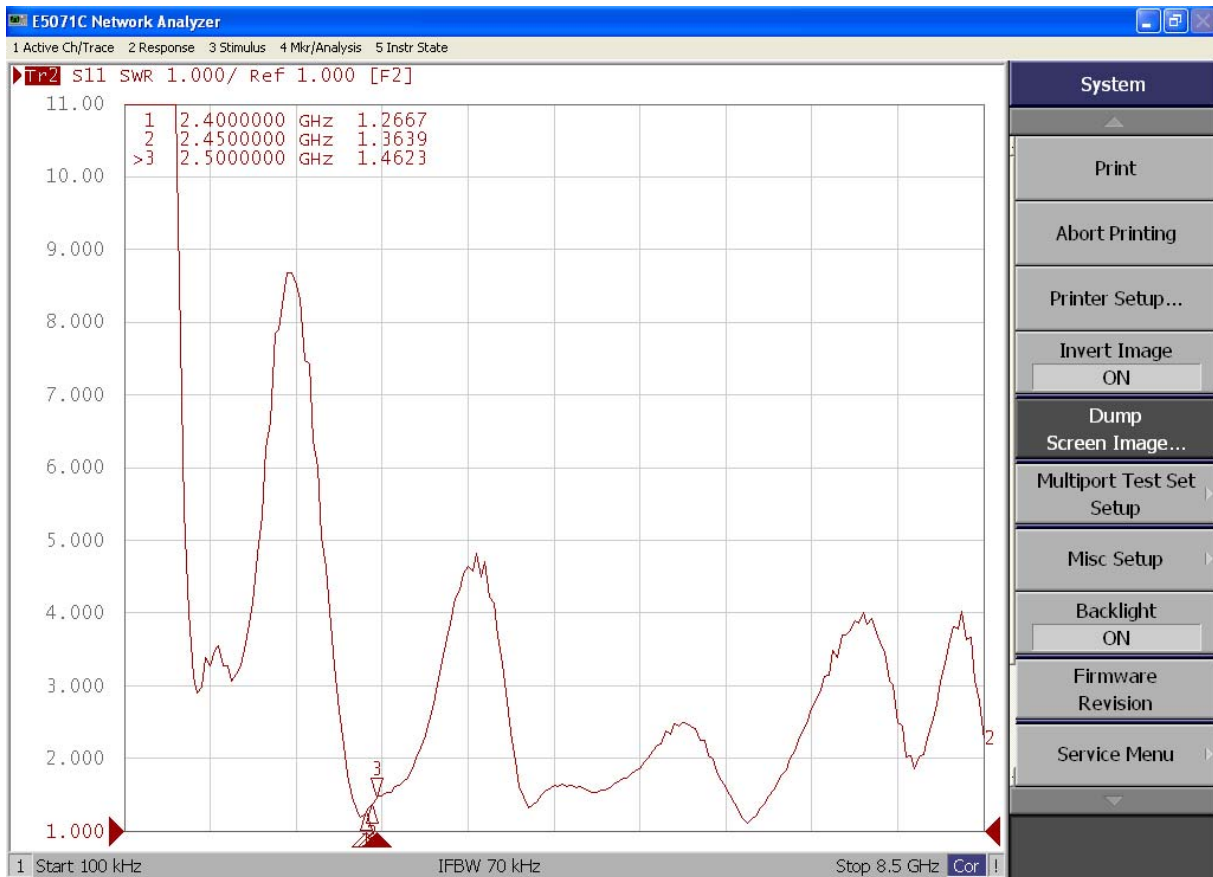 E5071C Network Analyzer
1 Active Ch/Trace 2 Response 3 Stimulus 4 Mkr/Analysis 5 Instr State
Tr2 S11 SWR 1.000/ Ref 1.000 [F2]
11.00
10.00
9.000
8.000
7.000
6.000
5.000
4.000
3.000
2.000
1.000
1 2.4000000 GHz 1.2667
2 2.4500000 GHz 1.3639
>3 2.5000000 GHz 1.4623
3
2
1 Start 100 kHz IFBW 70 kHz Stop 8.5 GHz Cor !
System
Print
Abort Printing
Printer Setup...
Invert Image
ON
Dump
Screen Image...
Multiport Test Set
Setup
Misc Setup
Backlight
ON
Firmware
Revision
Service Menu